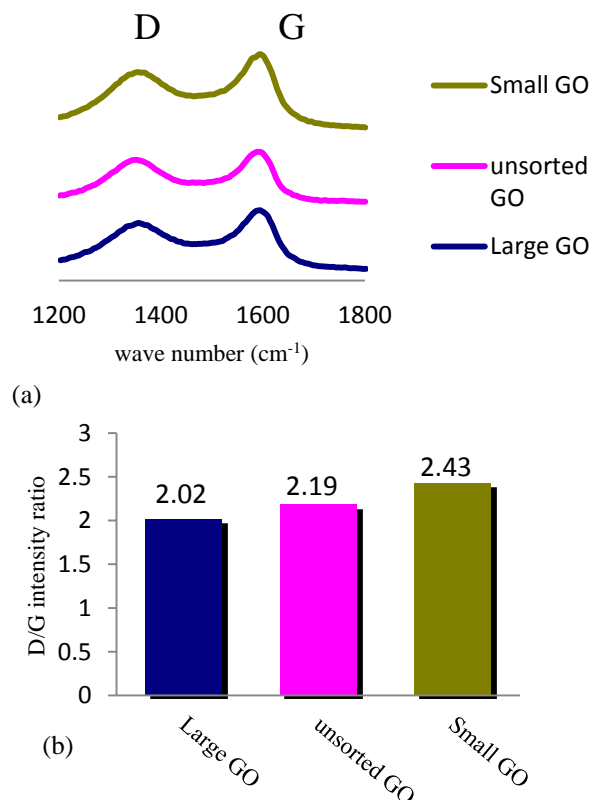 D G
Small GO
unsorted
GO
Large GO
1200 1400 1600 1800
wave number (cm-1)
(a)
3
2.5
2
1.5
1
0.5
0
D/G intensity ratio
2.02 2.19 2.43
Large GO unsorted GO Small GO
(b)